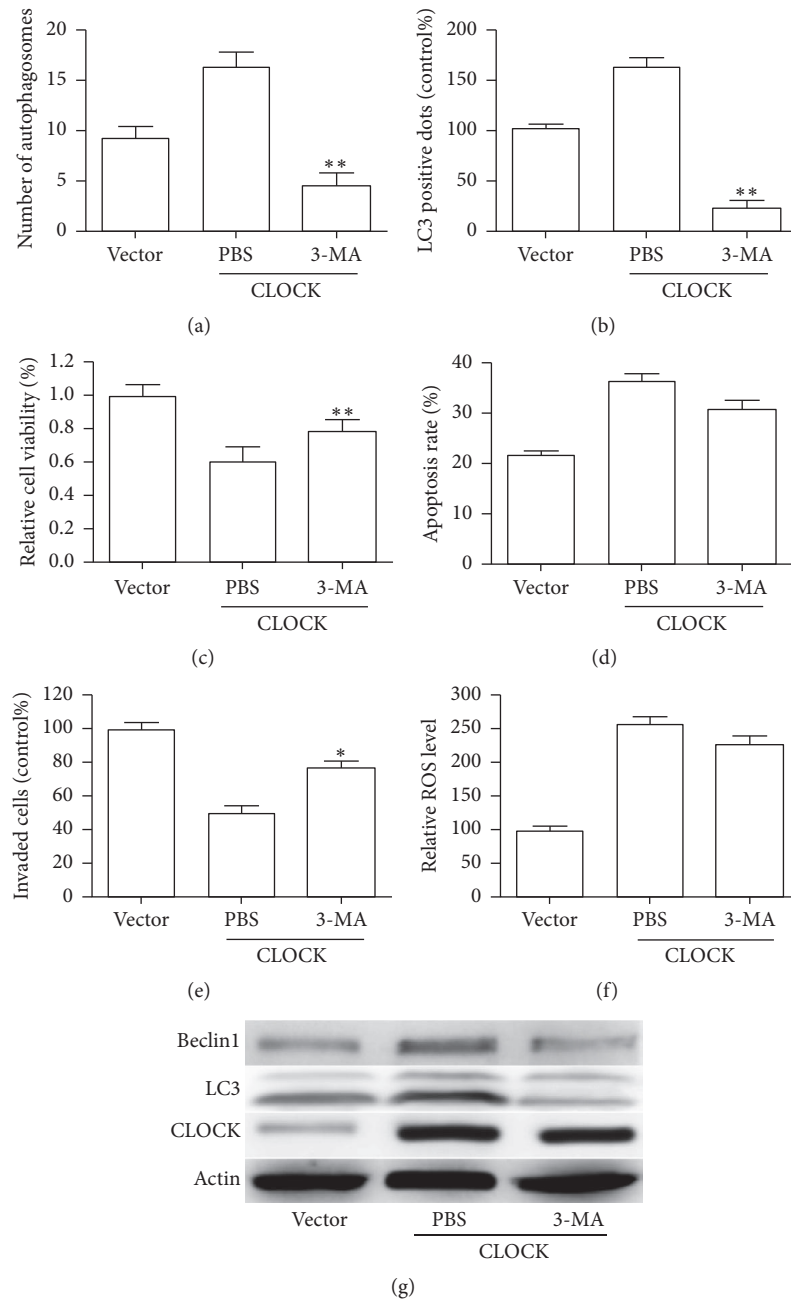 Number of autophagosomes
20
15
10
5
0
Vector PBS 3-MA
**
CLOCK
(a)
LC3 positive dots (control%)
200
150
100
50
0
Vector PBS 3-MA
**
CLOCK
(b)
Relative cell viability (%)
1.2
1.0
0.8
0.6
0.4
0.2
0.0
Vector PBS 3-MA
**
CLOCK
(c)
Apoptosis rate (%)
40
30
20
10
0
Vector PBS 3-MA
CLOCK
(d)
Invaded cells (control%)
120
100
80
60
40
20
0
Vector PBS 3-MA
*
CLOCK
(e)
Relative ROS level
300
250
200
150
100
50
0
Vector PBS 3-MA
CLOCK
(f)
Beclin1
LC3
CLOCK
Actin
Vector PBS 3-MA
CLOCK
(g)